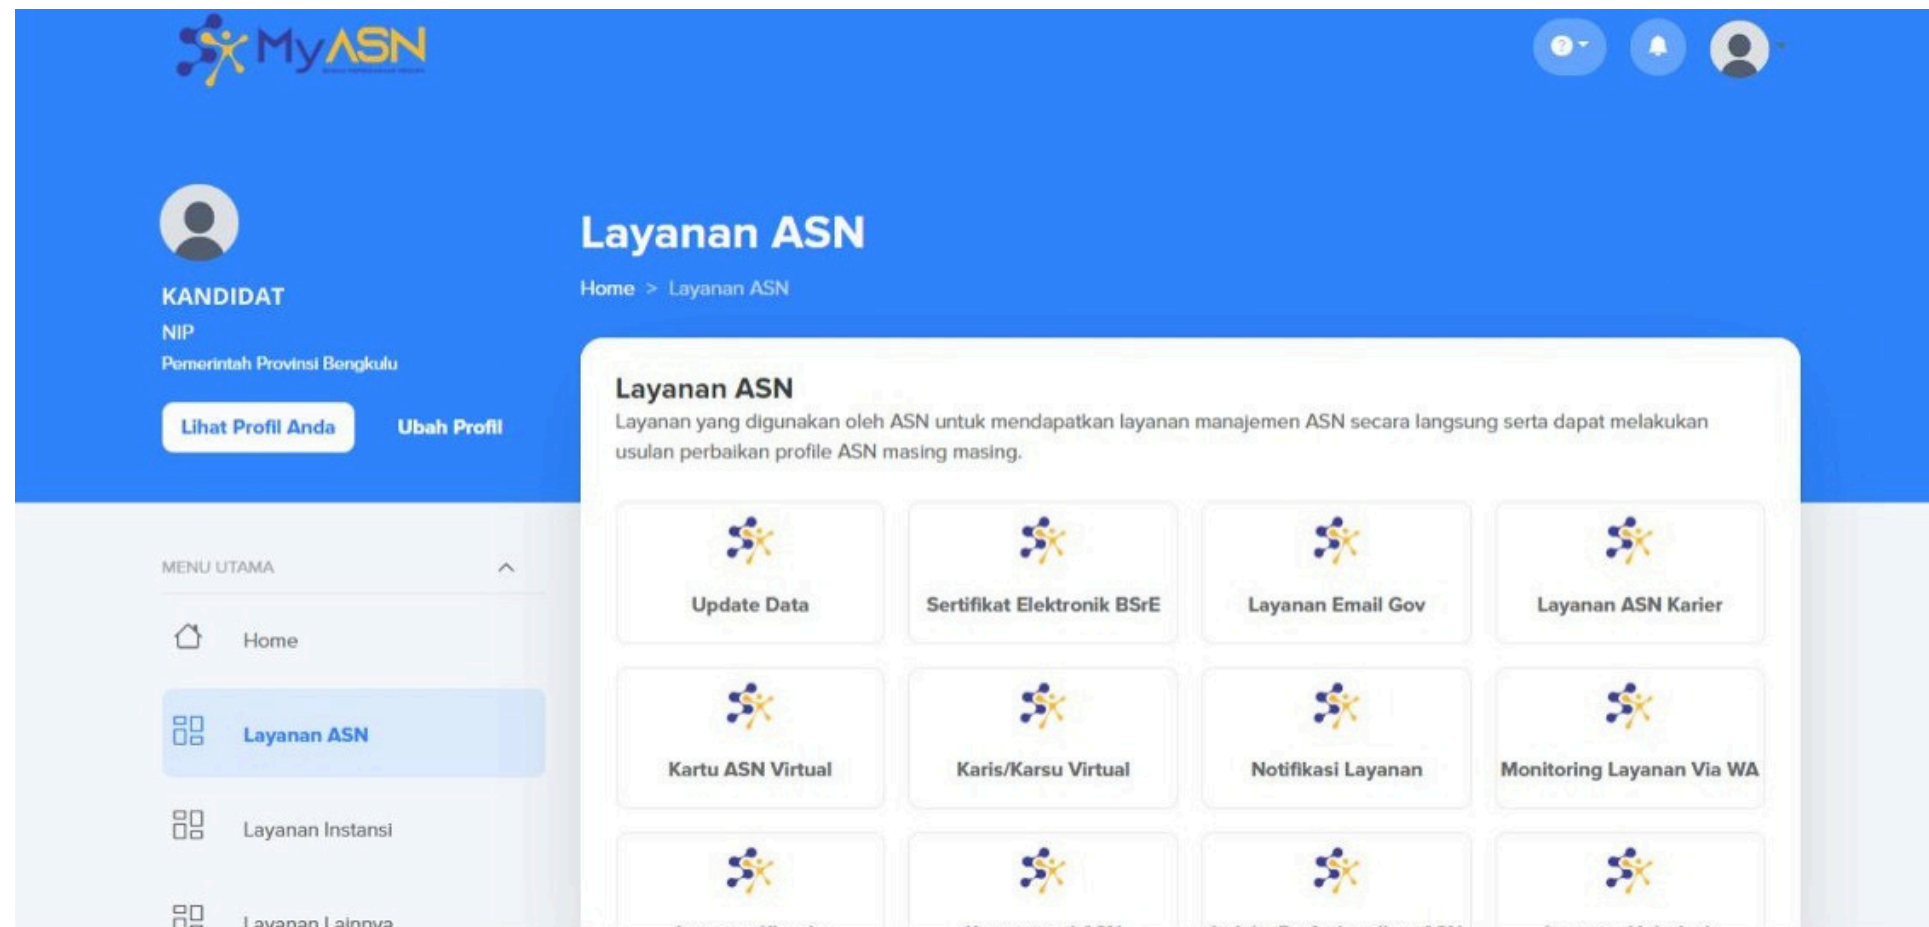 MyASN
KANDIDAT
NIP
Pemerintah Provinsi Bengkulu
Lihat Profil Anda
Ubah Profil
MENU UTAMA
Home
Layanan ASN
Layanan Instansi
Layanan Lainnya
Layanan ASN
Home > Layanan ASN
Layanan ASN
Layanan yang digunakan oleh ASN untuk mendapatkan layanan manajemen ASN secara langsung serta dapat melakukan
usulan perbaikan profile ASN masing masing.
Update Data
Sertifikat Elektronik BSrE
Layanan Email Gov
Layanan ASN Karier
Kartu ASN Virtual
Karis/Karsu Virtual
Notifikasi Layanan
Monitoring Layanan Via WA